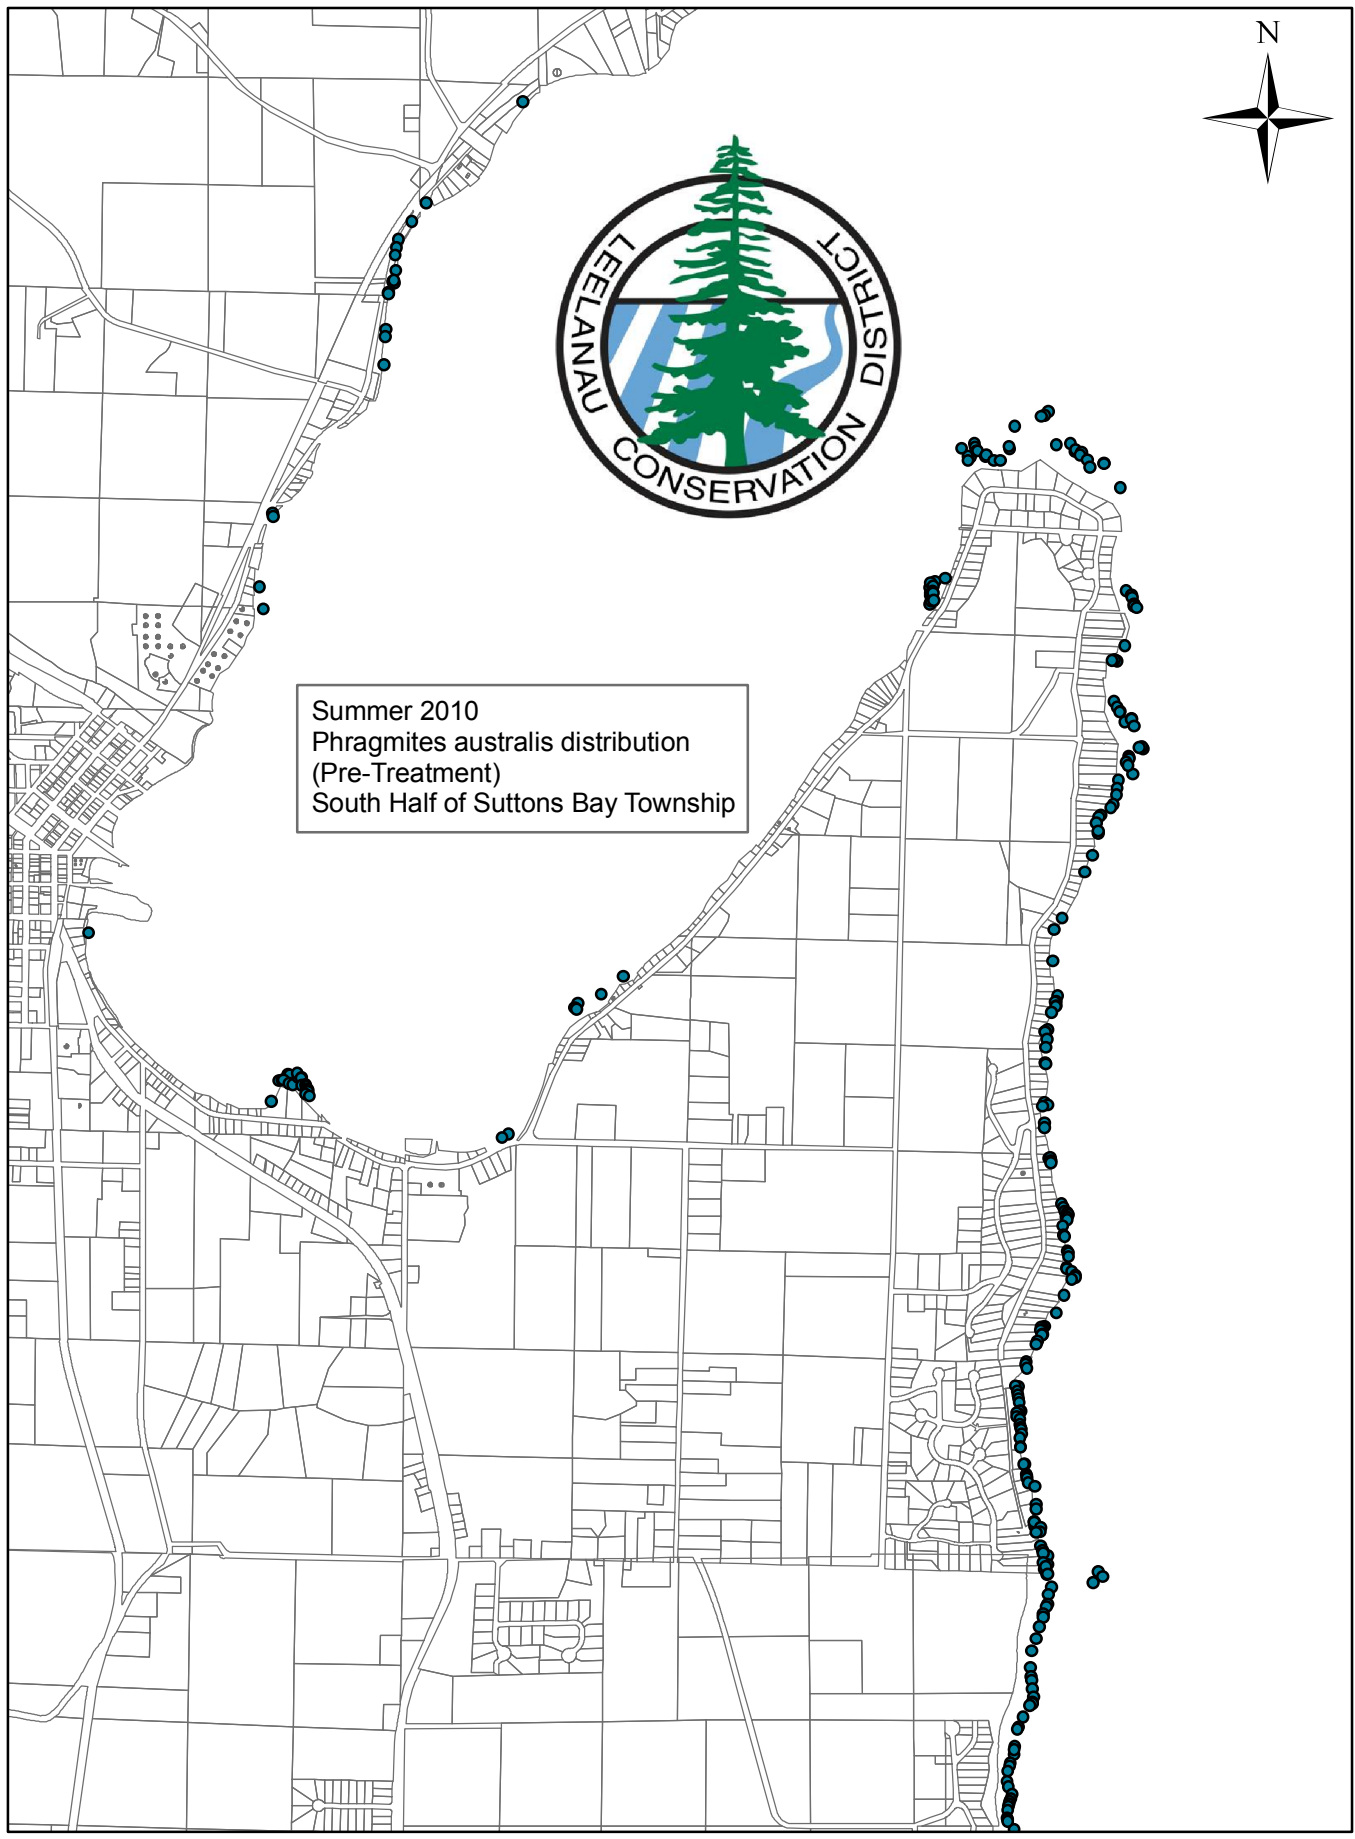 N
LEELANAU CONSERVATION DISTRICT
Summer 2010
Phragmites australis distribution
(Pre-Treatment)
South Half of Suttons Bay Township